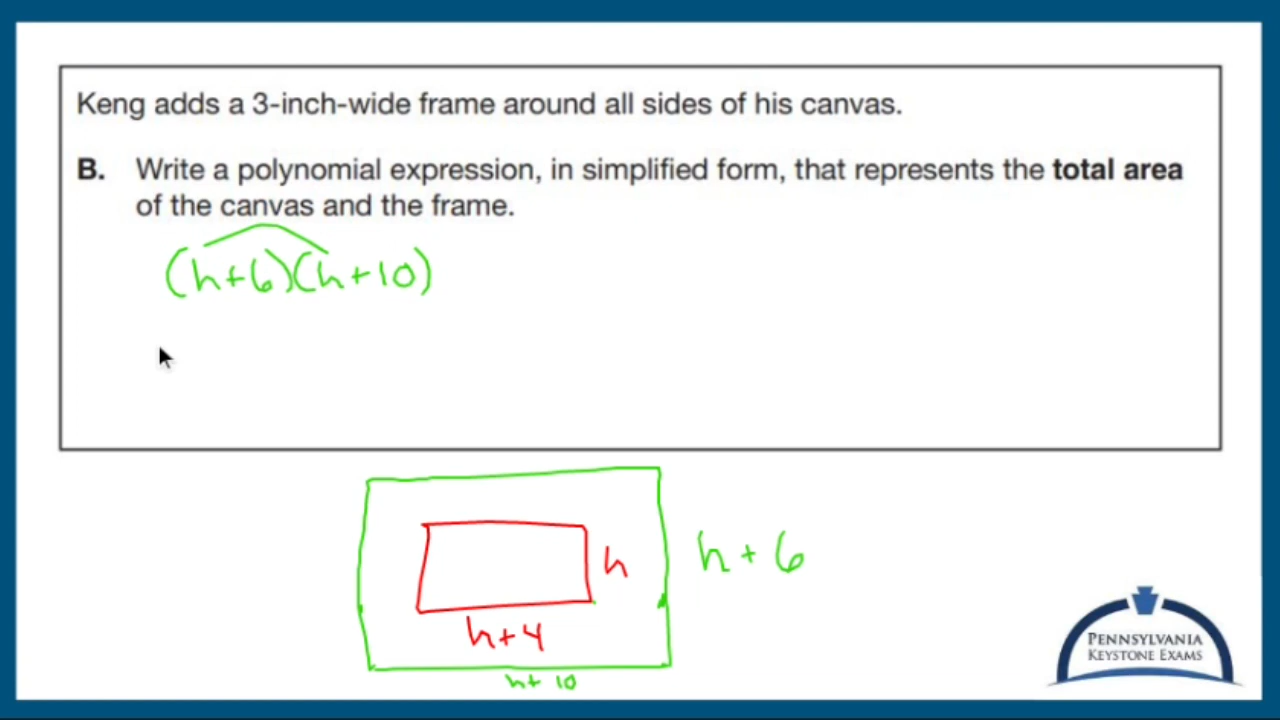 Keng adds a 3-inch-wide frame around all sides of his canvas.
B. Write a polynomial expression, in simplified form, that represents the total area
of the canvas and the frame.
(h+6)(h+10)
h
h + 6
h+4
h+ 10
PENNSYLVANIA
KEYSTONE EXAMS